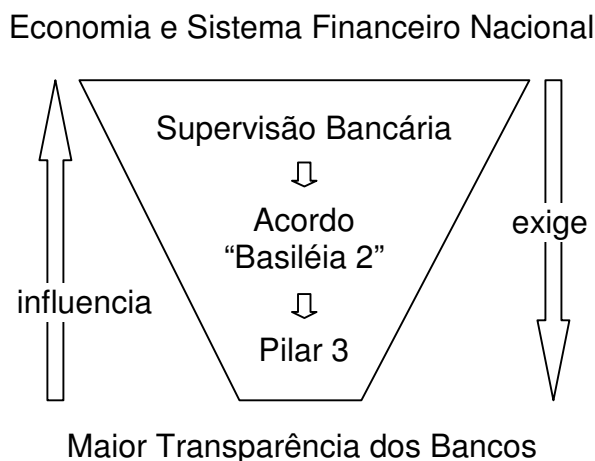 Economia e Sistema Financeiro Nacional
Supervisão Bancária
Acordo
“Basiléia 2”
exige
influencia
Pilar 3
Maior Transparência dos Bancos